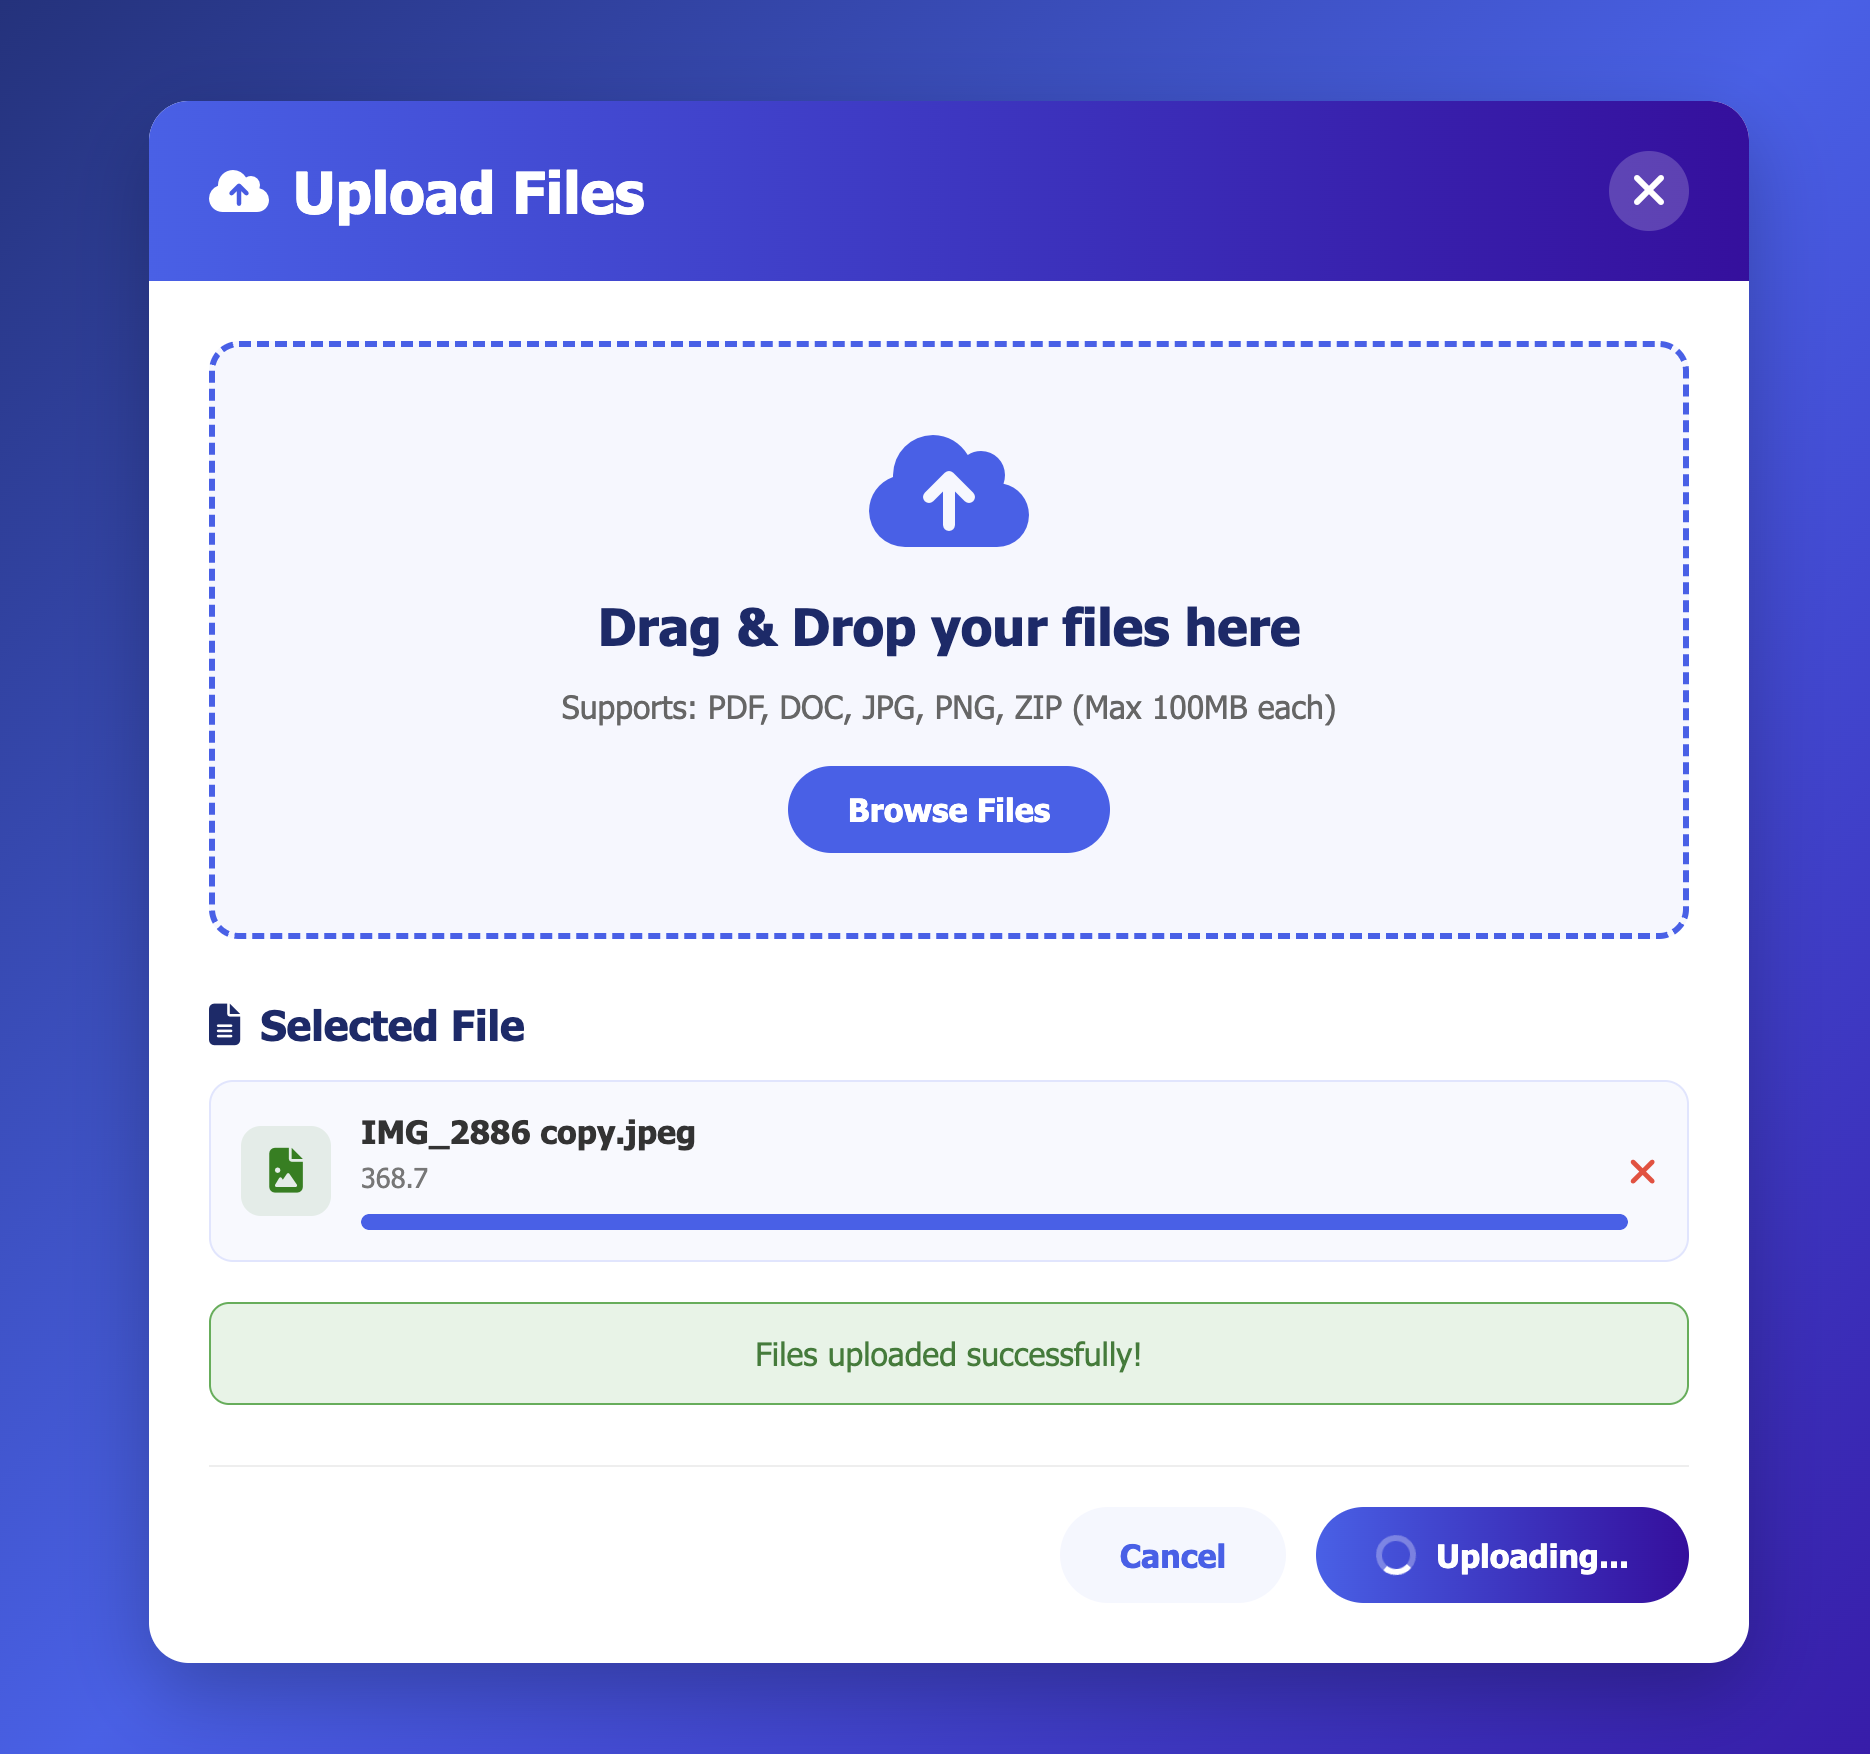 Upload Files
Drag & Drop your files here
Supports: PDF, DOC, JPG, PNG, ZIP (Max 100MB each)
Browse Files
Selected File
IMG_2886 copy.jpeg
368.7
Files uploaded successfully!
Cancel
Uploading...